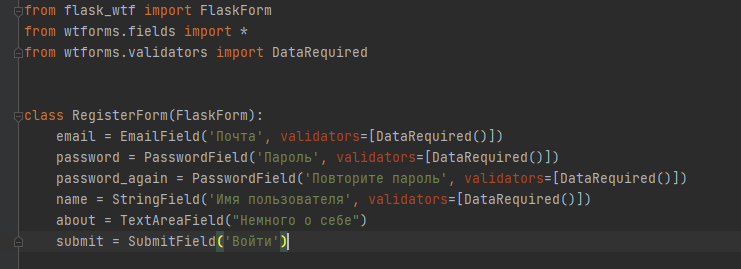 from flask_wtf import FlaskForm
from wtforms.fields import *
from wtforms.validators import DataRequired
class RegisterForm(FlaskForm):
    email = EmailField('Почта', validators=[DataRequired()])
    password = PasswordField('Пароль', validators=[DataRequired()])
    password_again = PasswordField('Повторите пароль', validators=[DataRequired()])
    name = StringField('Имя пользователя', validators=[DataRequired()])
    about = TextAreaField("Немного о себе")
    submit = SubmitField('Войти')